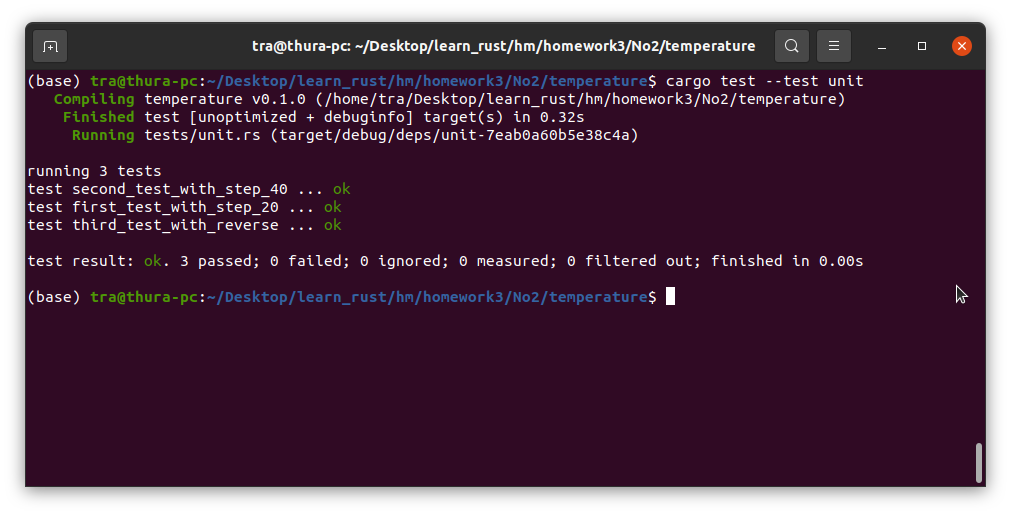 tra@thura-pc: ~/Desktop/learn_rust/hm/homework3/No2/temperature
(base) tra@thura-pc:~/Desktop/learn_rust/hm/homework3/No2/temperature$ cargo test --test unit
   Compiling temperature v0.1.0 (/home/tra/Desktop/learn_rust/hm/homework3/No2/temperature)
    Finished test [unoptimized + debuginfo] target(s) in 0.32s
     Running tests/unit.rs (target/debug/deps/unit-7eab0a60b5e38c4a)
running 3 tests
test second_test_with_step_40 ... ok
test first_test_with_step_20 ... ok
test third_test_with_reverse ... ok
test result: ok. 3 passed; 0 failed; 0 ignored; 0 measured; 0 filtered out; finished in 0.00s
(base) tra@thura-pc:~/Desktop/learn_rust/hm/homework3/No2/temperature$